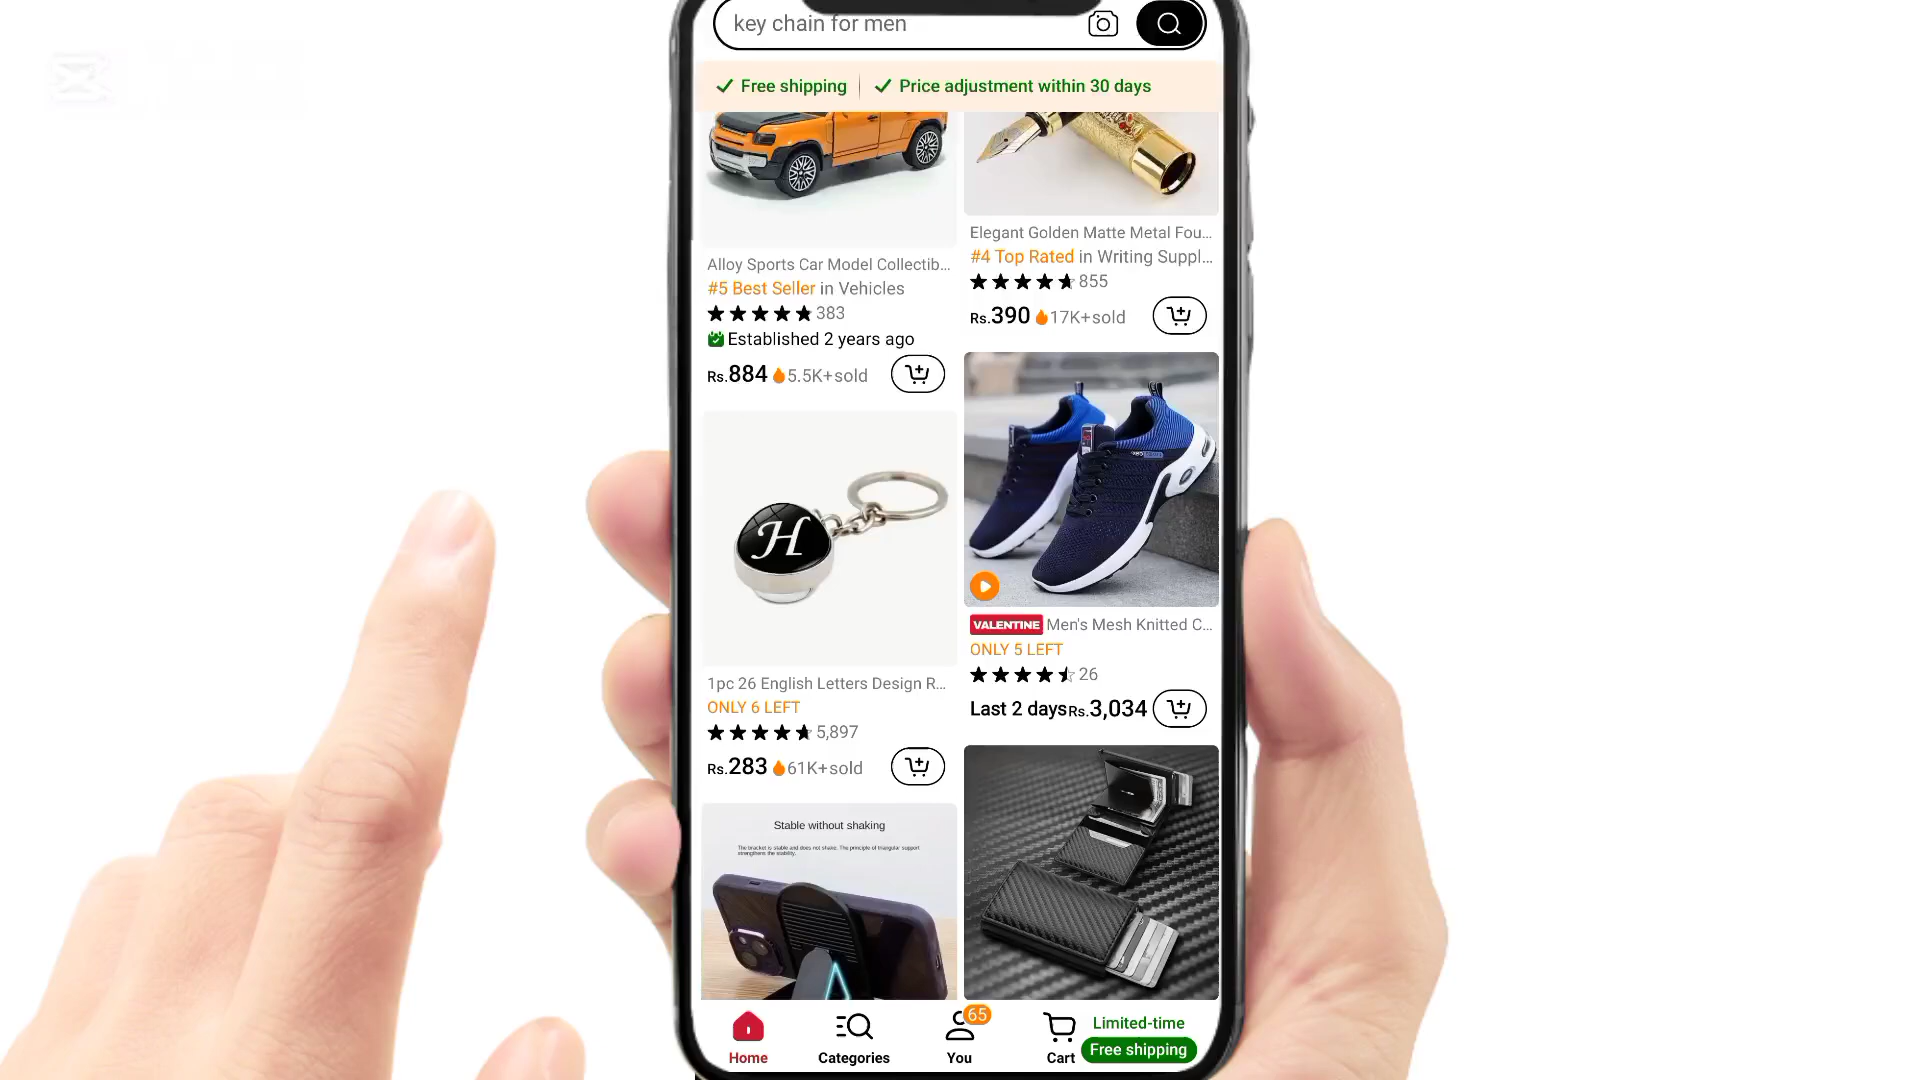 key chain for men
Free shipping
Price adjustment within 30 days
Alloy Sports Car Model Collectib...
#5 Best Seller in Vehicles
383
Established 2 years ago
Rs.884 5.5K+sold
Elegant Golden Matte Metal Fou...
#4 Top Rated in Writing Suppl...
855
Rs.390 17K+sold
H
1pc 26 English Letters Design R...
ONLY 6 LEFT
5,897
Rs.283 61K+sold
VALENTINE Men's Mesh Knitted C...
ONLY 5 LEFT
26
Last 2 days Rs.3,034
Stable without shaking
The bracket is stable and does not shake. The principle of triangular support
strengthens the stability.
65
Limited-time
Free shipping
Home
Categories
You
Cart